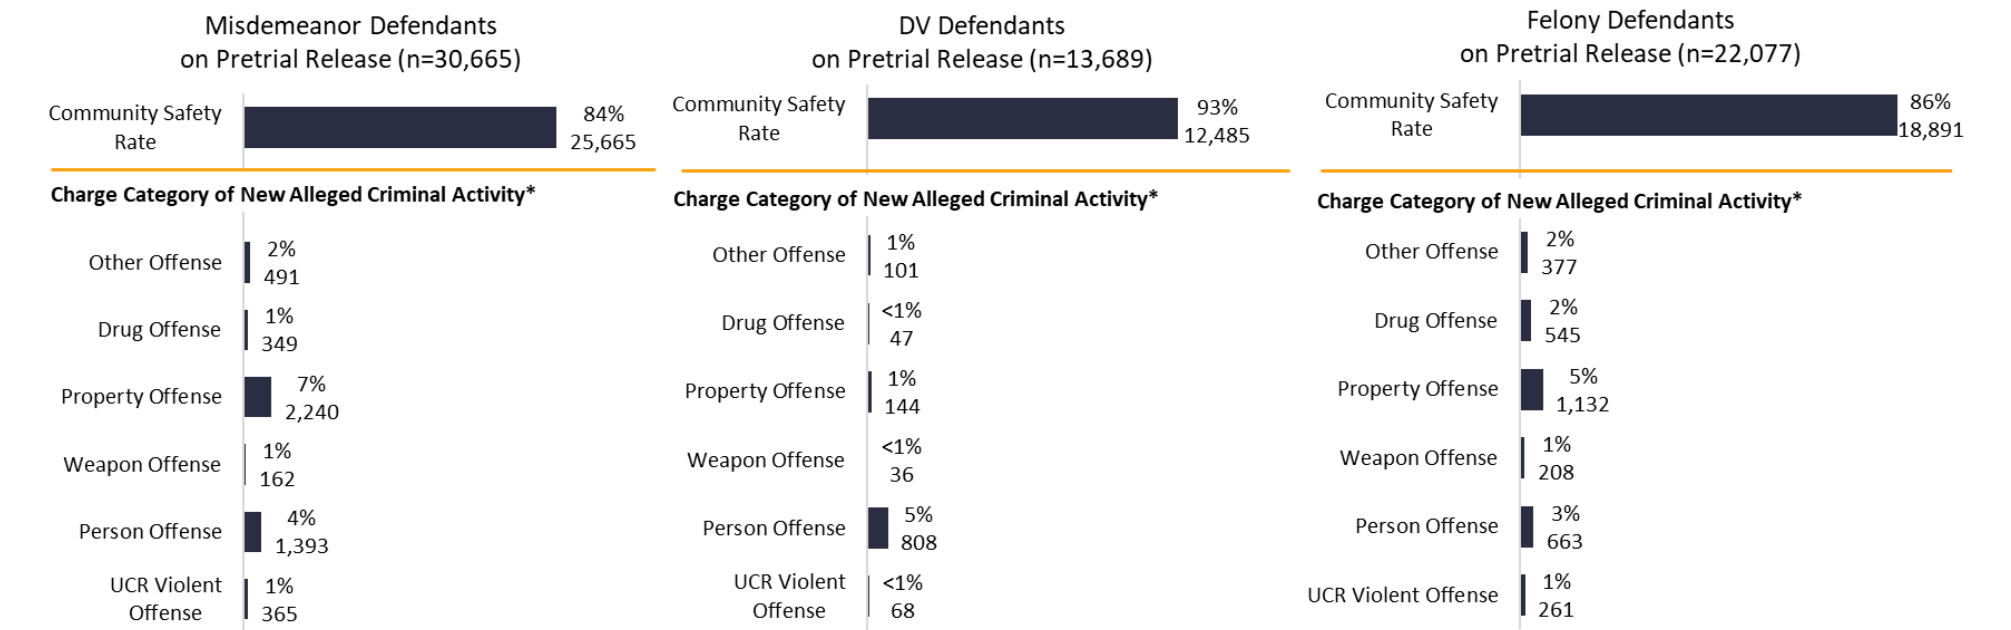 Misdemeanor Defendants
on Pretrial Release (n=30,665)
Community Safety
Rate
84%
25,665
Charge Category of New Alleged Criminal Activity*
Other Offense
2%
491
Drug Offense
1%
349
Property Offense
7%
2,240
Weapon Offense
1%
162
Person Offense
4%
1,393
UCR Violent
Offense
1%
365
DV Defendants
on Pretrial Release (n=13,689)
Community Safety
Rate
93%
12,485
Charge Category of New Alleged Criminal Activity*
Other Offense
1%
101
Drug Offense
<1%
47
Property Offense
1%
144
Weapon Offense
<1%
36
Person Offense
5%
808
UCR Violent
Offense
<1%
68
Felony Defendants
on Pretrial Release (n=22,077)
Community Safety
Rate
86%
18,891
Charge Category of New Alleged Criminal Activity*
Other Offense
2%
377
Drug Offense
2%
545
Property Offense
5%
1,132
Weapon Offense
1%
208
Person Offense
3%
663
UCR Violent Offense
1%
261